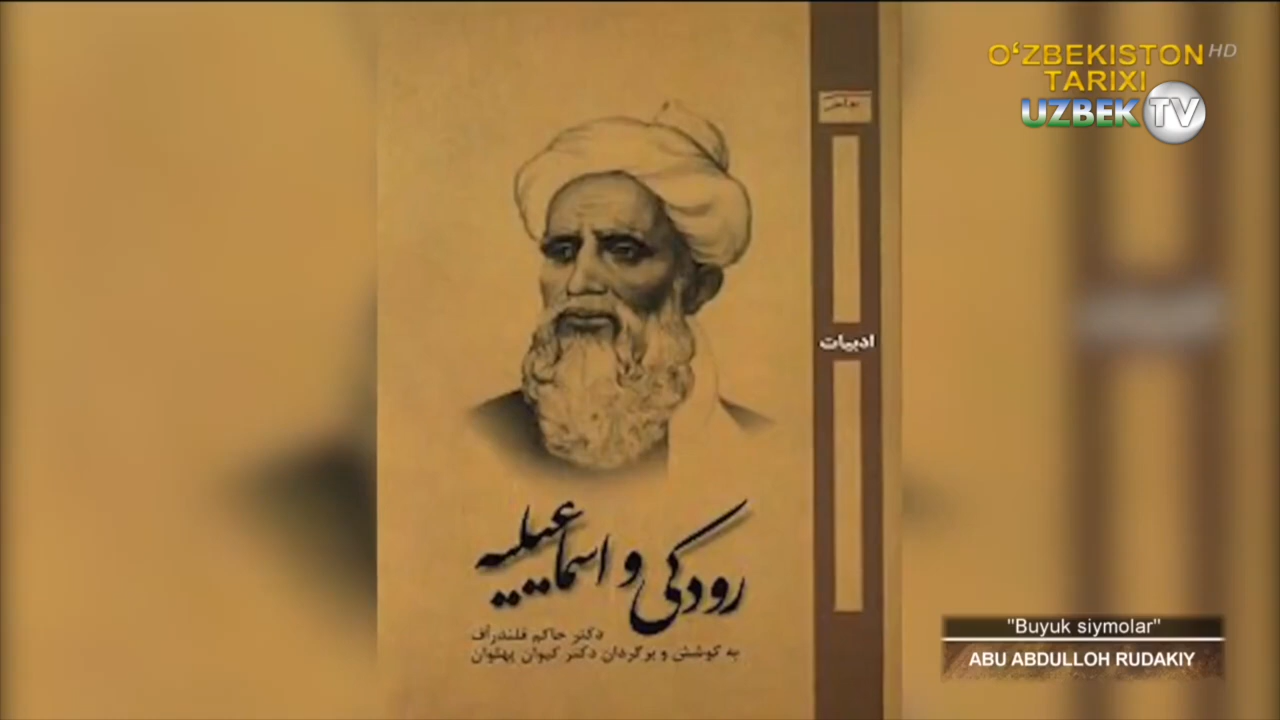 O‘ZBEKISTON HD
TARIXI
UZBEK TV
ادبیات
رودکی و اسماعیلیه
دکتر حاکم قلندراف
به کوشش و برگردان دکتر کیوان پهلوان
"Buyuk siymolar"
ABU ABDULLOH RUDAKIY